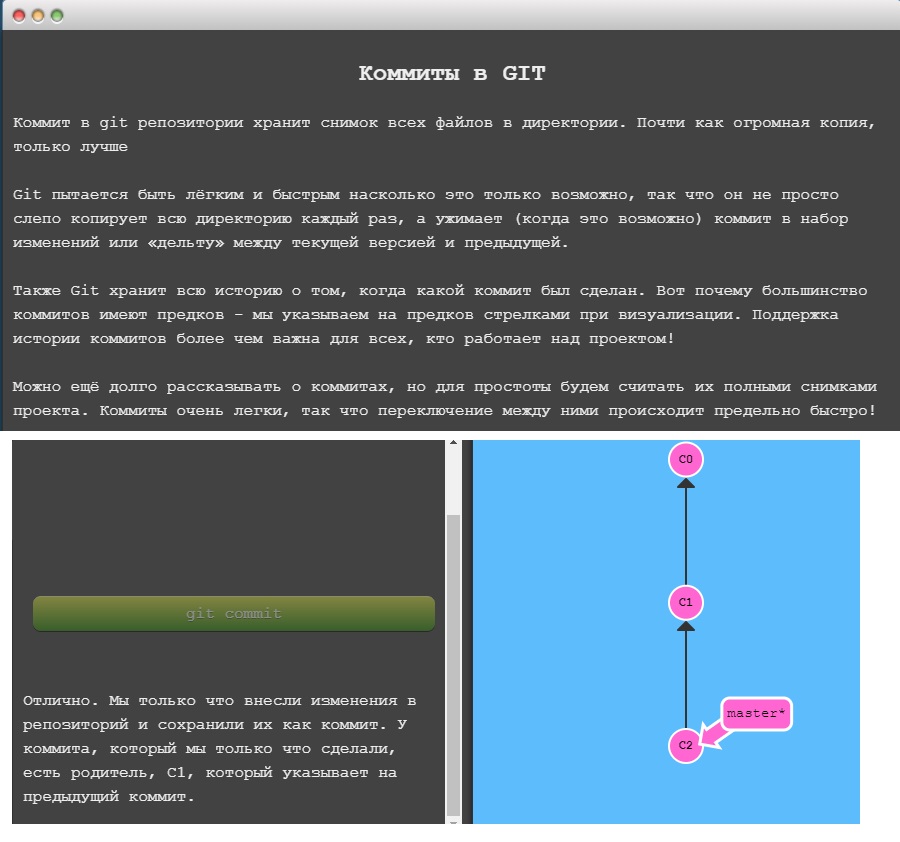 Коммиты в GIT
Коммит в git репозитории хранит снимок всех файлов в директории. Почти как огромная копия,
только лучше
Git пытается быть лёгким и быстрым насколько это только возможно, так что он не просто
слепо копирует всю директорию каждый раз, а ужимает (когда это возможно) коммит в набор
изменений или «дельту» между текущей версией и предыдущей.
Также Git хранит всю историю о том, когда какой коммит был сделан. Вот почему большинство
коммитов имеют предков – мы указываем на предков стрелками при визуализации. Поддержка
истории коммитов более чем важна для всех, кто работает над проектом!
Можно ещё долго рассказывать о коммитах, но для простоты будем считать их полными снимками
проекта. Коммиты очень легки, так что переключение между ними происходит предельно быстро!
git commit
Отлично. Мы только что внесли изменения в
репозиторий и сохранили их как коммит. У
коммита, который мы только что сделали,
есть родитель, C1, который указывает на
предыдущий коммит.
C0
C1
master*
C2